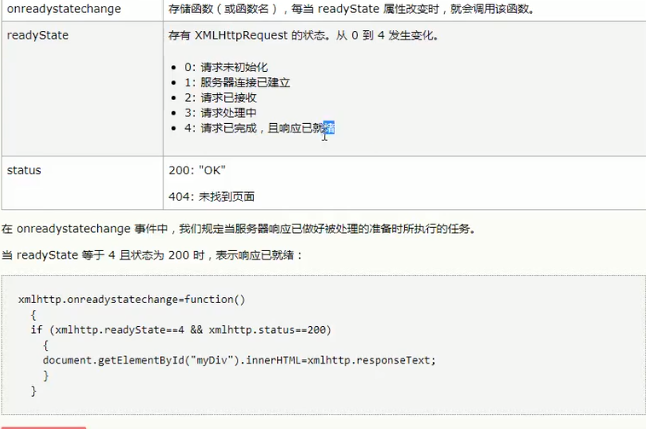 onreadystatechange 存储函数（或函数名），每当 readyState 属性改变时，就会调用该函数。
readyState 存有 XMLHttpRequest 的状态。从 0 到 4 发生变化。
• 0: 请求未初始化
• 1: 服务器连接已建立
• 2: 请求已接收
• 3: 请求处理中
• 4: 请求已完成，且响应已就绪
status 200: "OK"
404: 未找到页面
在 onreadystatechange 事件中，我们规定当服务器响应已做好被处理的准备时所执行的任务。
当 readyState 等于 4 且状态为 200 时，表示响应已就绪：
xmlhttp.onreadystatechange=function()
{
if (xmlhttp.readyState==4 && xmlhttp.status==200)
{
document.getElementById("myDiv").innerHTML=xmlhttp.responseText;
}
}